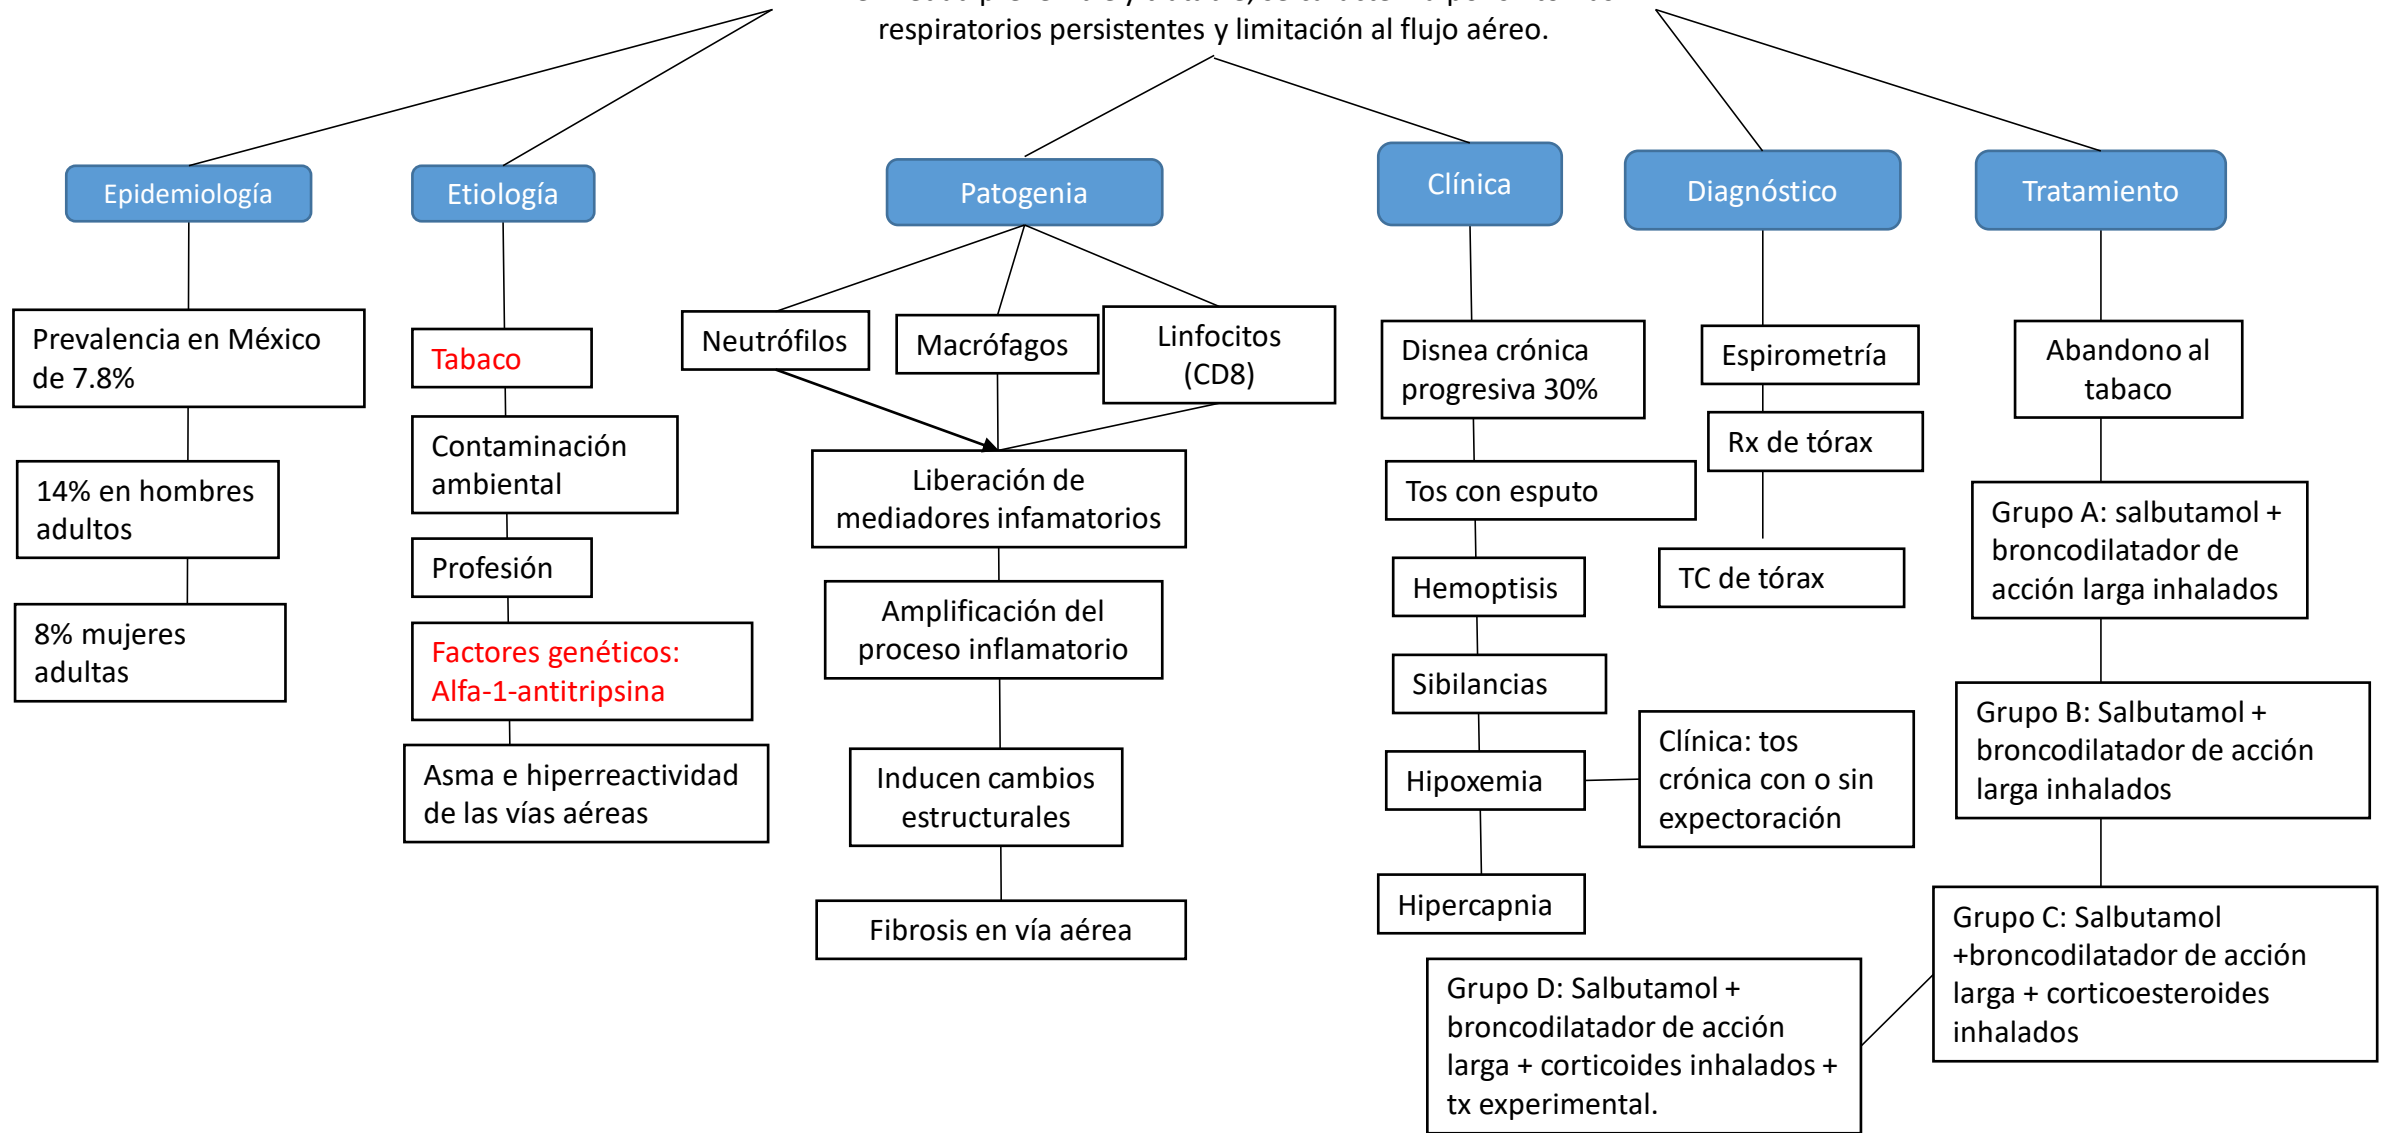 respiratorios persistentes y limitación al flujo aéreo.
Epidemiología
Prevalencia en México
de 7.8%
14% en hombres
adultos
8% mujeres
adultas
Etiología
Tabaco
Contaminación
ambiental
Profesión
Factores genéticos:
Alfa-1-antitripsina
Asma e hiperreactividad
de las vías aéreas
Patogenia
Neutrófilos
Macrófagos
Linfocitos
(CD8)
Liberación de
mediadores infamatorios
Amplificación del
proceso inflamatorio
Inducen cambios
estructurales
Fibrosis en vía aérea
Clínica
Disnea crónica
progresiva 30%
Tos con esputo
Hemoptisis
Sibilancias
Hipoxemia
Clínica: tos
crónica con o sin
expectoración
Hipercapnia
Diagnóstico
Espirometría
Rx de tórax
TC de tórax
Tratamiento
Abandono al
tabaco
Grupo A: salbutamol +
broncodilatador de
acción larga inhalados
Grupo B: Salbutamol +
broncodilatador de acción
larga inhalados
Grupo C: Salbutamol
+broncodilatador de acción
larga + corticoesteroides
inhalados
Grupo D: Salbutamol +
broncodilatador de acción
larga + corticoides inhalados +
tx experimental.